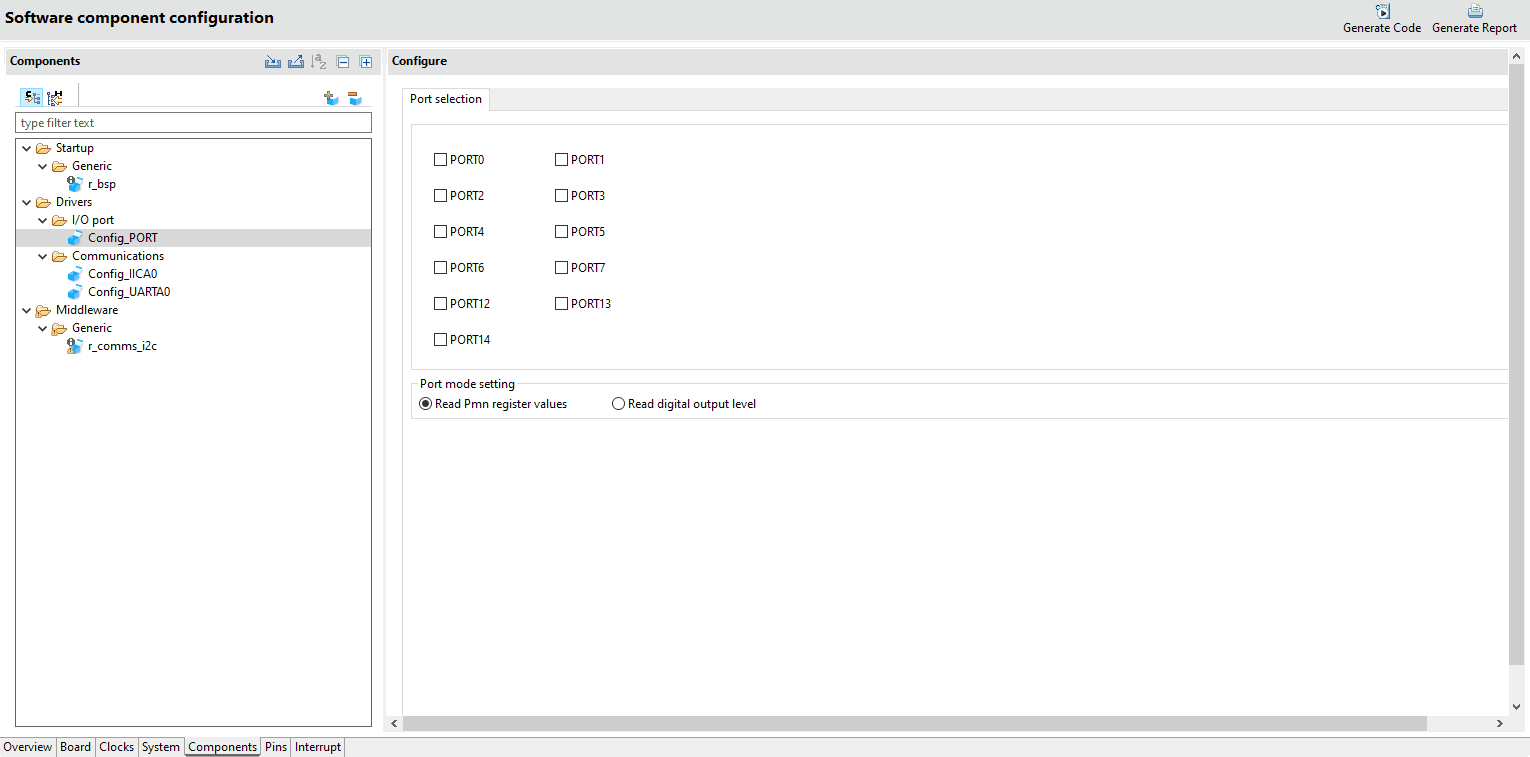 Software component configuration
Generate Code Generate Report
Components
Configure
Port selection
type filter text
Startup
Generic
r_bsp
Drivers
I/O port
Config_PORT
Communications
Config_IICA0
Config_UARTA0
Middleware
Generic
r_comms_i2c
PORT0 PORT1
PORT2 PORT3
PORT4 PORT5
PORT6 PORT7
PORT12 PORT13
PORT14
Port mode setting
Read Pmn register values Read digital output level
Overview Board Clocks System Components Pins Interrupt